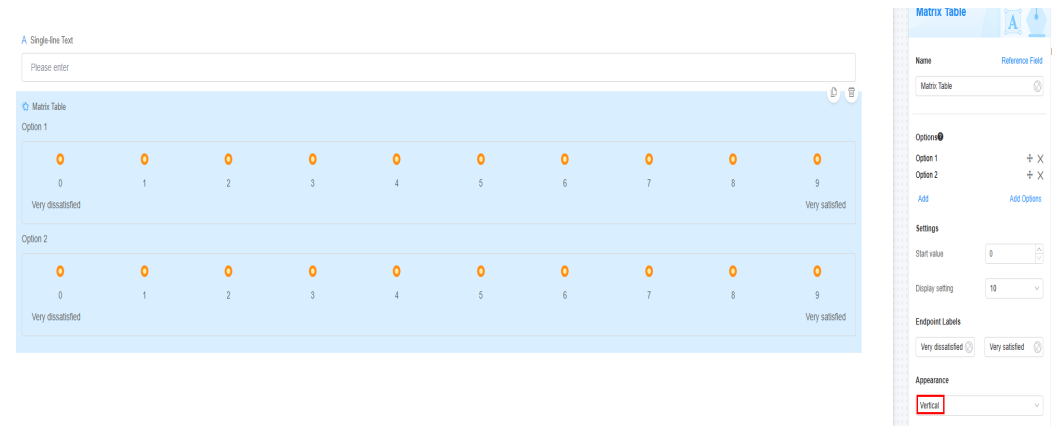 Single-line Text
Please enter
Matrix Table
Option 1
0 1 2 3 4 5 6 7 8 9
Very dissatisfied Very satisfied
Option 2
0 1 2 3 4 5 6 7 8 9
Very dissatisfied Very satisfied
Matrix Table
A
Name Reference Field
Matrix Table
Options
Option 1
Option 2
Add Add Options
Settings
Start value 0
Display setting 10
Endpoint Labels
Very dissatisfied Very satisfied
Appearance
Vertical